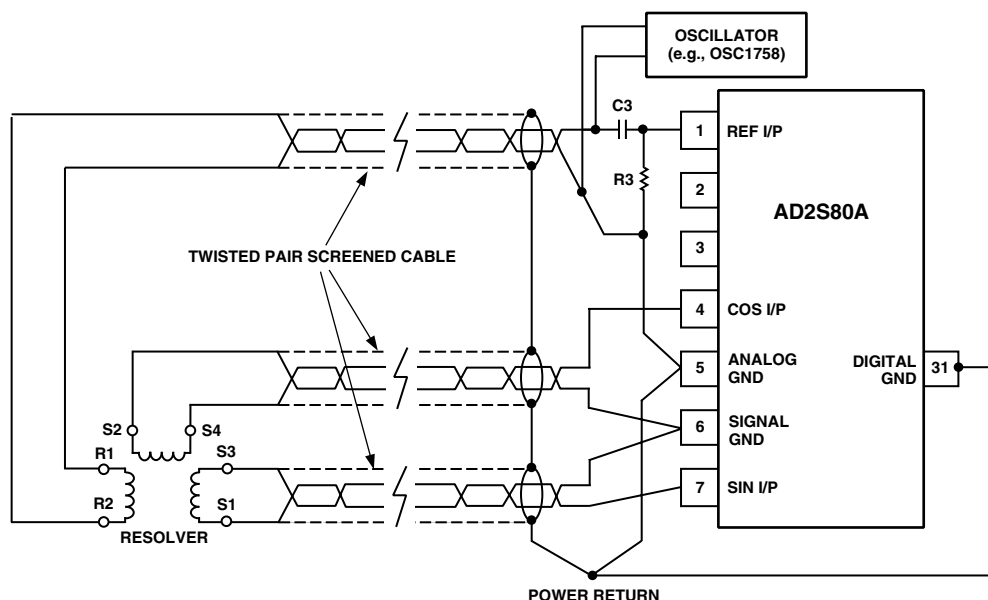 OSCILLATOR
(e.g., OSC1758)
C3
1
REF I/P
R3
2
AD2S80A
3
TWISTED PAIR SCREENED CABLE
4
COS I/P
5
ANALOG
GND
DIGITAL
GND
31
6
SIGNAL
GND
S2
S4
R1
S3
7
SIN I/P
R2
S1
RESOLVER
POWER RETURN